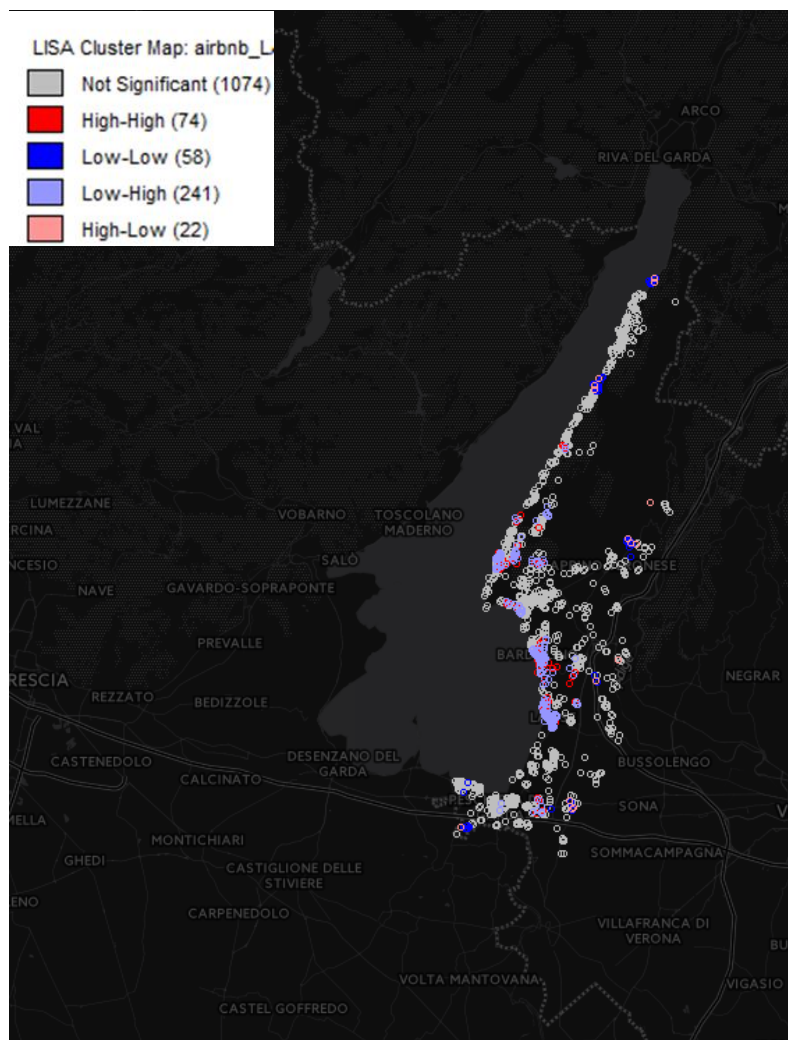 LISA Cluster Map: airbnb_L
Not Significant (1074)
High-High (74)
Low-Low (58)
Low-High (241)
High-Low (22)
ARCO
RIVA DEL GARDA
VAL
LUMEZZANE
VOBARNO
TOSCOLANO
MADERNO
RCINA
SALÒ
NCESIO
NAVE
GAVARDO-SOPRAPONTE
PREVALLE
NEGRAR
RESCIA
REZZATO
BEDIZZOLE
DESENZANO DEL
GARDA
CASTENEDOLO
BUSSOLENGO
CALCINATO
SONA
MELLA
MONTICHIARI
SOMMACAMPAGNA
GHEDI
CASTIGLIONE DELLE
STIVIERE
ENO
CARPENEDOLO
VILLAFRANCA DI
VERONA
BU
VOLTA MANTOVANA
VIGASIO
CASTEL GOFFREDO